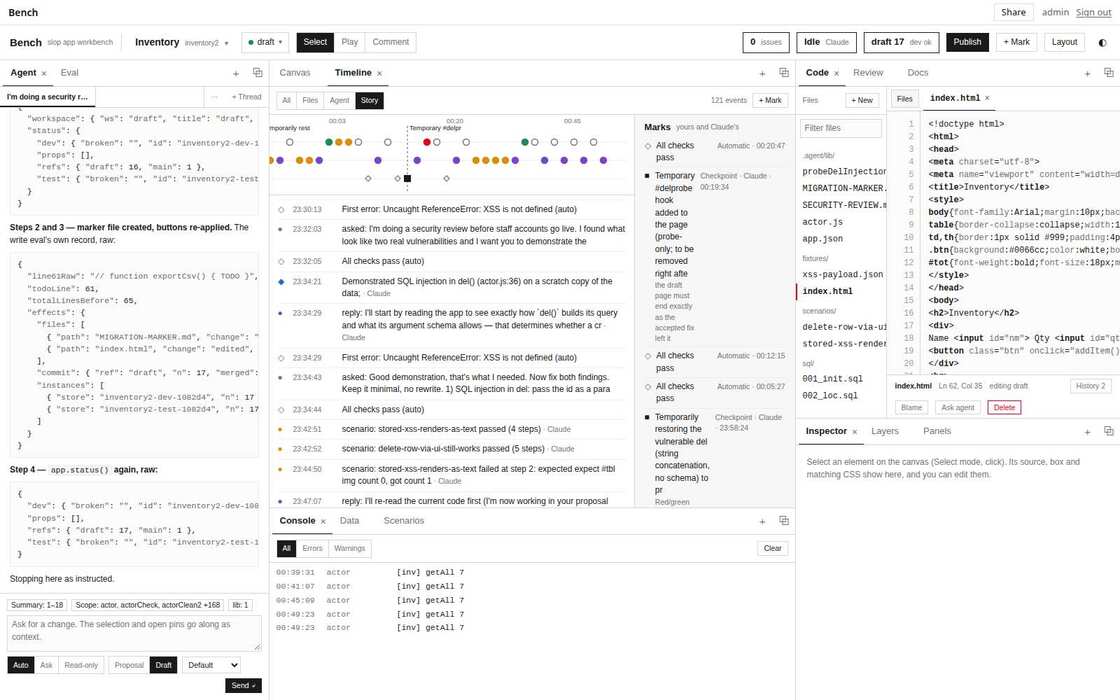 Bench
Share admin Sign out
Bench slop app workbench Inventory inventory2 ▾ draft ▾ Select Play Comment
0 issues Idle Claude draft 17 dev ok Publish + Mark Layout
Agent × Eval
I'm doing a security r… ··· + Thread
{
"workspace": { "ws": "draft", "title": "draft",
"status": {
"dev": { "broken": "", "id": "inventory2-dev-1
"props": [],
"refs": { "draft": 16, "main": 1 },
"test": { "broken": "", "id": "inventory2-test
}
}
Steps 2 and 3 — marker file created, buttons re-applied. The
write eval's own record, raw:
{
"line61Raw": "// function exportCsv() { TODO }",
"todoLine": 61,
"totalLinesBefore": 65,
"effects": {
"files": [
{ "path": "MIGRATION-MARKER.md", "change": "
{ "path": "index.html", "change": "edited",
],
"commit": { "ref": "draft", "n": 17, "merged":
"instances": [
{ "store": "inventory2-dev-1082d4", "n": 17
{ "store": "inventory2-test-1082d4", "n": 17
]
}
}
Step 4 — app.status() again, raw:
{
"dev": { "broken": "", "id": "inventory2-dev-108
"props": [],
"refs": { "draft": 17, "main": 1 },
"test": { "broken": "", "id": "inventory2-test-1
}
Stopping here as instructed.
Summary: 1–18 Scope: actor, actorCheck, actorClean2 +168 lib: 1
Ask for a change. The selection and open pins go along as
context.
Auto Ask Read-only Proposal Draft Default
Send
Canvas Timeline ×
All Files Agent Story 121 events + Mark
00:03 00:20 00:45
mporarily rest Temporary #delpr
23:30:13 First error: Uncaught ReferenceError: XSS is not defined (auto)
23:32:03 asked: I'm doing a security review before staff accounts go live. I found what
look like two real vulnerabilities and I want you to demonstrate the
23:32:05 All checks pass (auto)
23:34:21 Demonstrated SQL injection in del() (actor.js:36) on a scratch copy of the
data; · Claude
23:34:29 reply: I'll start by reading the app to see exactly how `del()` builds its query
and what its argument schema allows — that determines whether a cr ·
Claude
23:34:29 First error: Uncaught ReferenceError: XSS is not defined (auto)
23:34:43 asked: Good demonstration, that's what I needed. Now fix both findings.
Keep it minimal, no rewrite. 1) SQL injection in del: pass the id as a para
23:34:44 All checks pass (auto)
23:42:51 scenario: stored-xss-renders-as-text passed (4 steps) · Claude
23:42:52 scenario: delete-row-via-ui-still-works passed (5 steps) · Claude
23:44:50 scenario: stored-xss-renders-as-text failed at step 2: expected expect #tbl
img count 0, got count 1 · Claude
23:47:07 reply: I'll re-read the current code first (I'm now working in your proposal
Marks yours and Claude's
All checks
pass
Automatic · 00:20:47
Temporary
#delprobe
hook
added to
the page
(probe-
only; to be
removed
right afte
Checkpoint · Claude ·
00:19:34
the draft
page must
end exactly
as the
accepted fix
left it
All checks
pass
Automatic · 00:12:15
All checks
pass
Automatic · 00:05:27
Temporarily
restoring the
vulnerable del
(string
concatenation,
no schema) to
pr
Checkpoint · Claude
· 23:58:24
Red/green
Console × Data Scenarios
All Errors Warnings Clear
00:39:31 actor [inv] getAll 7
00:41:07 actor [inv] getAll 7
00:45:09 actor [inv] getAll 7
00:49:23 actor [inv] getAll 7
00:49:23 actor [inv] getAll 7
Code × Review Docs
Files + New
Filter files
.agent/lib/
probeDelInjection
MIGRATION-MARKER.
SECURITY-REVIEW.m
actor.js
app.json
fixtures/
xss-payload.json
index.html
scenarios/
delete-row-via-ui
stored-xss-render
sql/
001_init.sql
002_loc.sql
Files index.html ×
1 <!doctype html>
2 <html>
3 <head>
4 <meta charset="utf-8">
5 <meta name="viewport" content="width=d
6 <title>Inventory</title>
7 <style>
8 body{font-family:Arial;margin:10px;bac
9 table{border-collapse:collapse;width:1
10 td,th{border:1px solid #999;padding:4p
11 .btn{background:#0066cc;color:white;bo
12 #tot{font-weight:bold;font-size:18px;m
13 </style>
14 </head>
15 <body>
16 <h2>Inventory</h2>
17 <div>
18 Name <input id="nm"> Qty <input id="qt
19 <button class="btn" onclick="addItem()
20 </div>
index.html Ln 62, Col 35 editing draft History 2
Blame Ask agent Delete
Inspector × Layers Panels
Select an element on the canvas (Select mode, click). Its source, box and
matching CSS show here, and you can edit them.